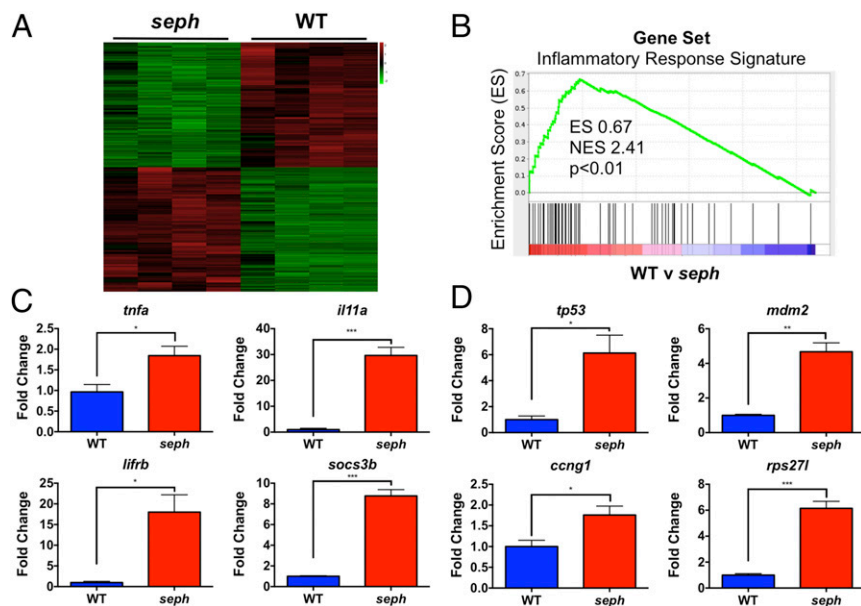 A
seph WT
B
Gene Set
Inflammatory Response Signature
Enrichment Score (ES)
0.7
0.6
0.5
0.4
0.3
0.2
0.1
0.0
ES 0.67
NES 2.41
p<0.01
WT v seph
C
tnfa
Fold Change
2.5
2.0
1.5
1.0
0.5
0.0
*
WT seph
il11a
Fold Change
40
30
20
10
0
***
WT seph
lifrb
Fold Change
25
20
15
10
5
0
*
WT seph
socs3b
Fold Change
10
8
6
4
2
0
***
WT seph
D
tp53
Fold Change
8
6
4
2
0
*
WT seph
mdm2
Fold Change
6
4
2
0
**
WT seph
ccng1
Fold Change
2.5
2.0
1.5
1.0
0.5
0.0
*
WT seph
rps27l
Fold Change
8
6
4
2
0
***
WT seph